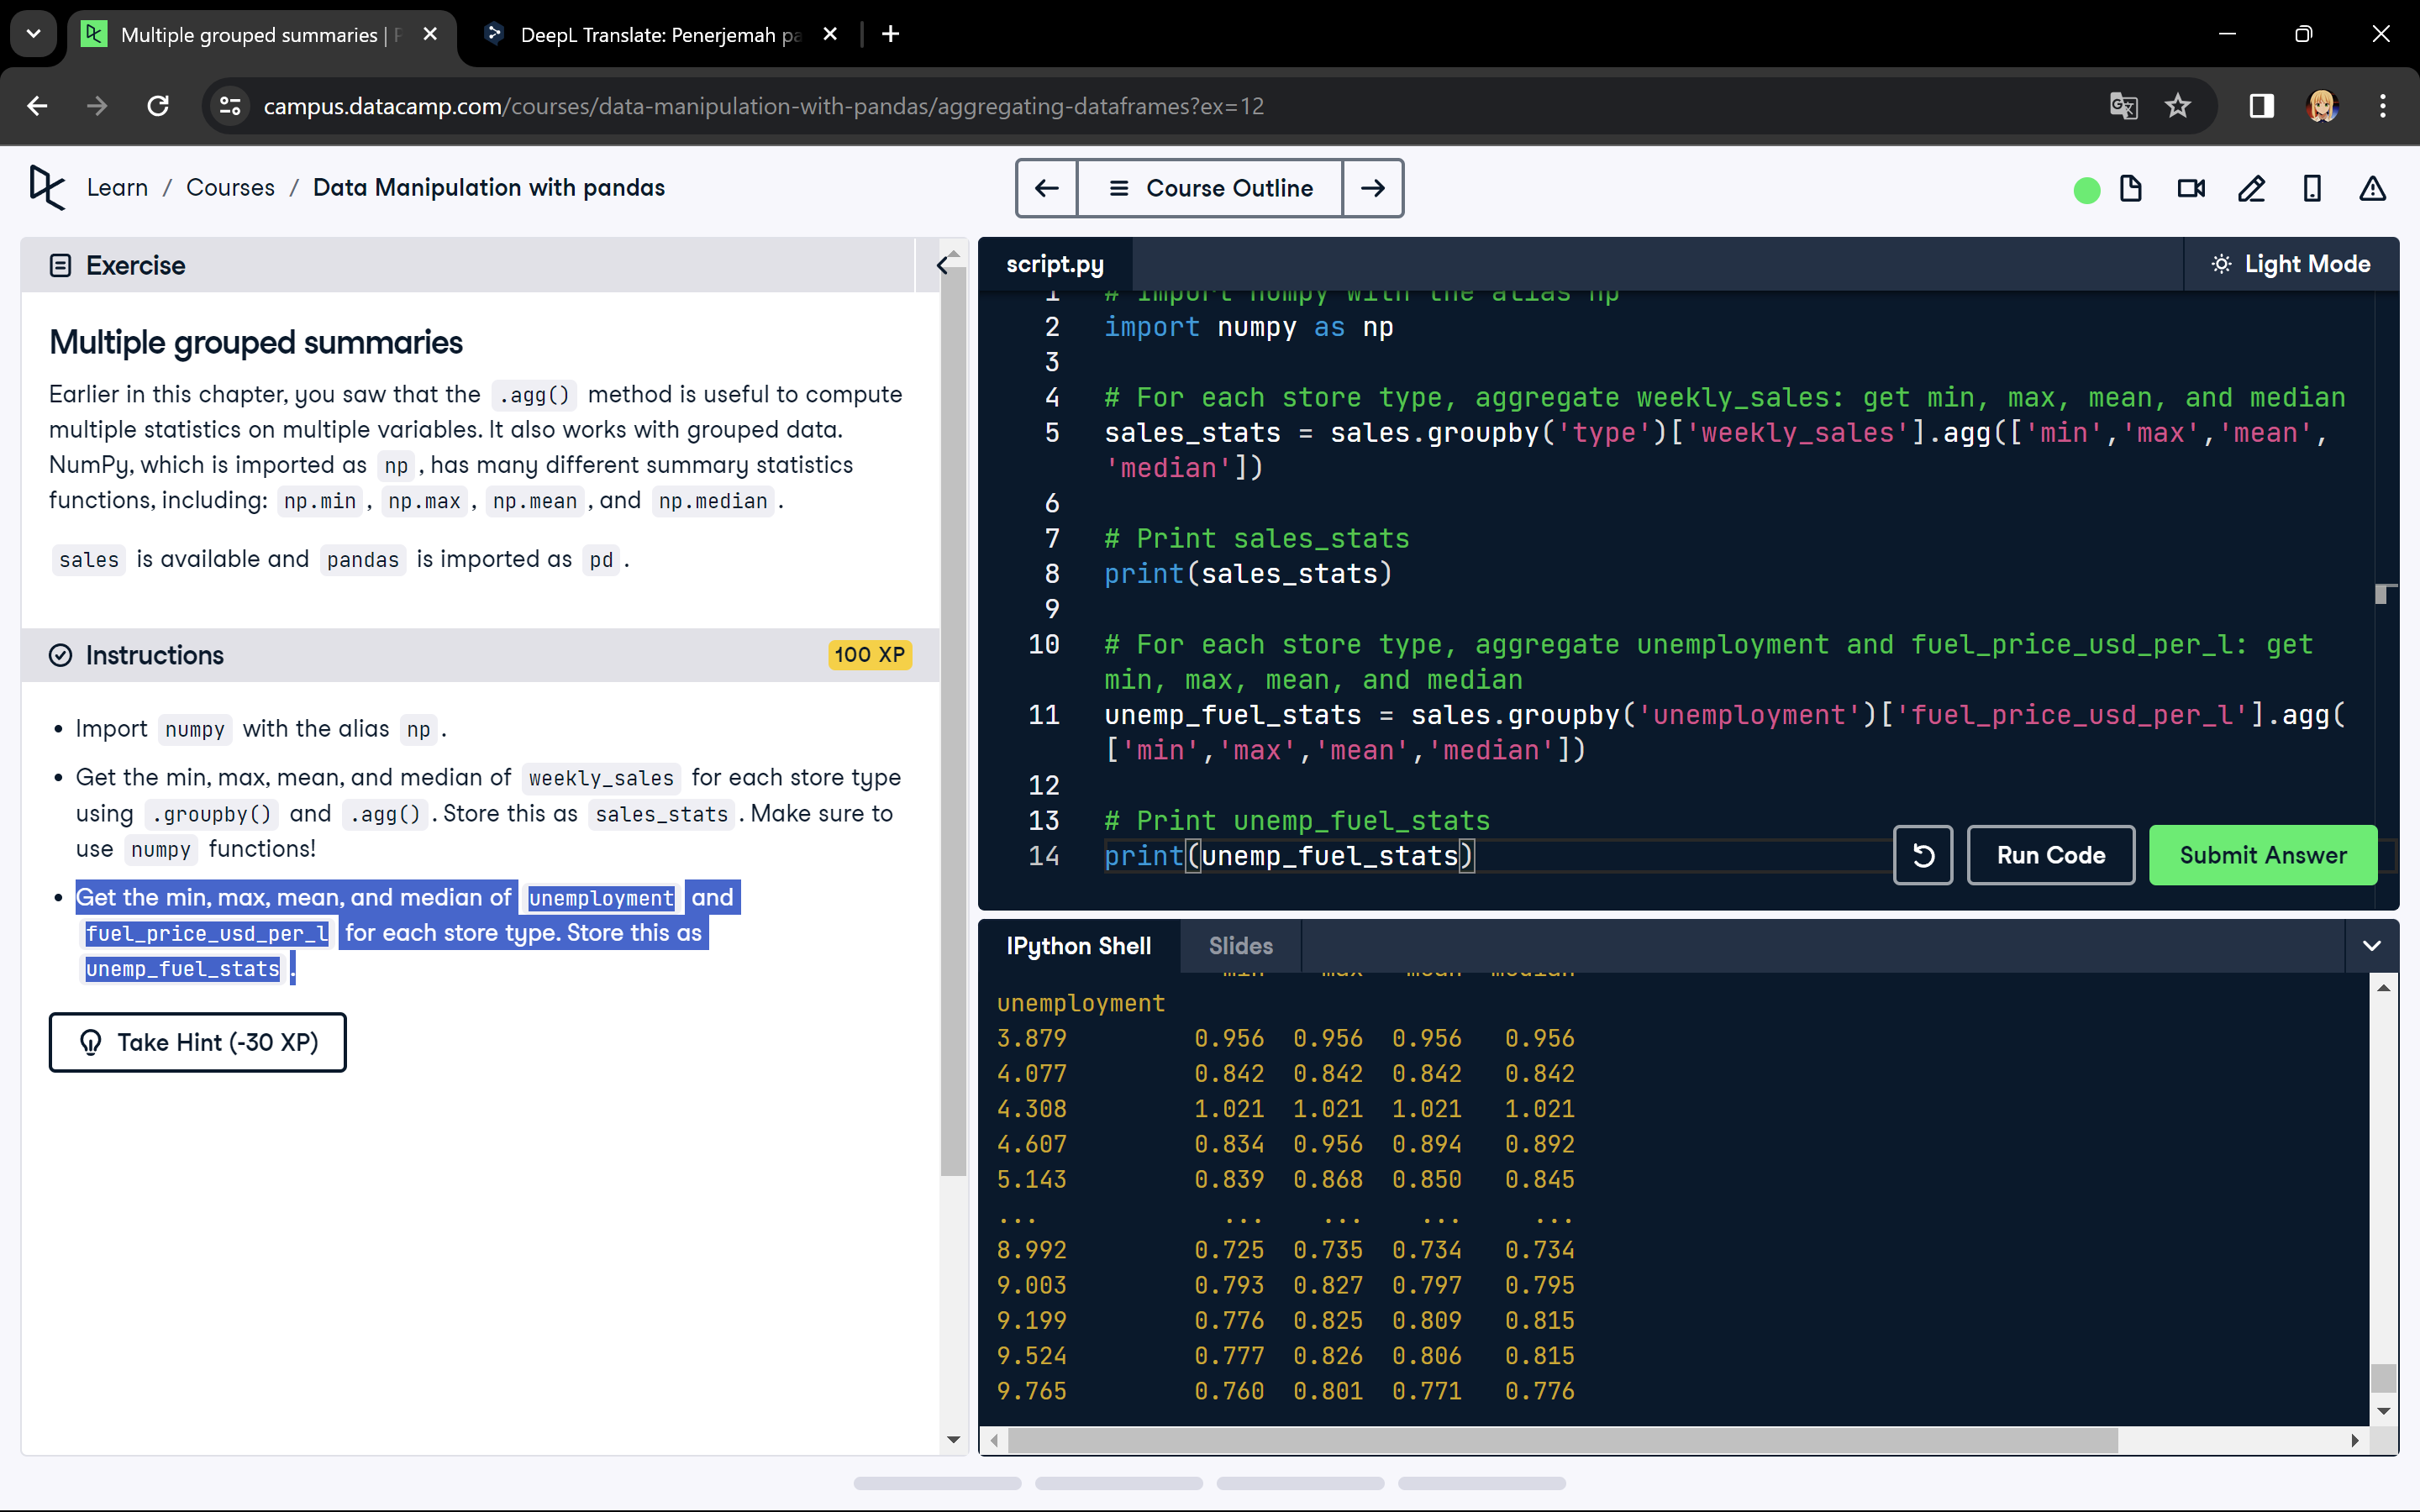 Multiple grouped summaries | P
DeepL Translate: Penerjemah pa
campus.datacamp.com/courses/data-manipulation-with-pandas/aggregating-dataframes?ex=12
Learn / Courses / Data Manipulation with pandas
Course Outline
Exercise
Multiple grouped summaries
Earlier in this chapter, you saw that the .agg() method is useful to compute
multiple statistics on multiple variables. It also works with grouped data.
NumPy, which is imported as np, has many different summary statistics
functions, including: np.min, np.max, np.mean, and np.median.
sales is available and pandas is imported as pd.
Instructions
100 XP
• Import numpy with the alias np.
• Get the min, max, mean, and median of weekly_sales for each store type
using .groupby() and .agg(). Store this as sales_stats. Make sure to
use numpy functions!
• Get the min, max, mean, and median of unemployment and
fuel_price_usd_per_l for each store type. Store this as
unemp_fuel_stats.
Take Hint (-30 XP)
script.py
Light Mode
1 # Import numpy with the alias np
2 import numpy as np
3
4 # For each store type, aggregate weekly_sales: get min, max, mean, and median
5 sales_stats = sales.groupby('type')['weekly_sales'].agg(['min','max','mean',
'median'])
6
7 # Print sales_stats
8 print(sales_stats)
9
10 # For each store type, aggregate unemployment and fuel_price_usd_per_l: get
min, max, mean, and median
11 unemp_fuel_stats = sales.groupby('unemployment')['fuel_price_usd_per_l'].agg(
['min','max','mean','median'])
12
13 # Print unemp_fuel_stats
14 print(unemp_fuel_stats)
Run Code
Submit Answer
IPython Shell
Slides
min max mean median
unemployment
3.879 0.956 0.956 0.956 0.956
4.077 0.842 0.842 0.842 0.842
4.308 1.021 1.021 1.021 1.021
4.607 0.834 0.956 0.894 0.892
5.143 0.839 0.868 0.850 0.845
... ... ... ... ...
8.992 0.725 0.735 0.734 0.734
9.003 0.793 0.827 0.797 0.795
9.199 0.776 0.825 0.809 0.815
9.524 0.777 0.826 0.806 0.815
9.765 0.760 0.801 0.771 0.776